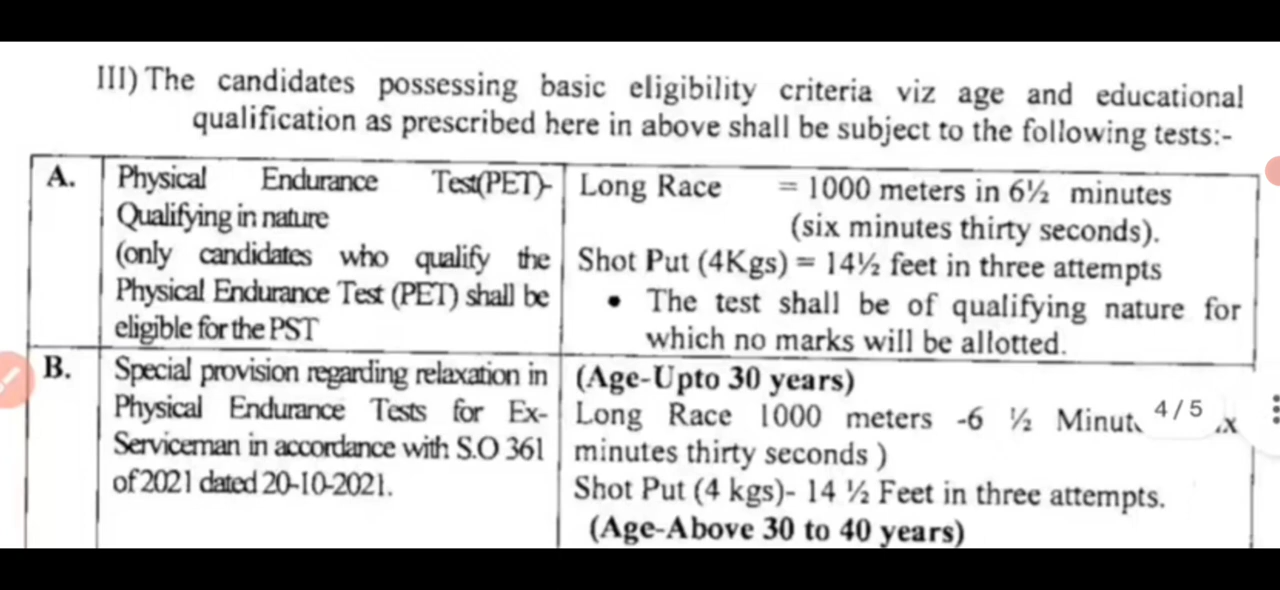 III) The candidates possessing basic eligibility criteria viz age and educational
qualification as prescribed here in above shall be subject to the following tests:-
A.
Physical Endurance Test(PET)-
Qualifying in nature
(only candidates who qualify the
Physical Endurance Test (PET) shall be
eligible for the PST
Long Race = 1000 meters in 6½ minutes
(six minutes thirty seconds).
Shot Put (4Kgs) = 14½ feet in three attempts
• The test shall be of qualifying nature for
which no marks will be allotted.
B.
Special provision regarding relaxation in
Physical Endurance Tests for Ex-
Serviceman in accordance with S.O 361
of 2021 dated 20-10-2021.
(Age-Upto 30 years)
Long Race 1000 meters -6 ½
minutes thirty seconds )
Shot Put (4 kgs)- 14 ½ Feet in three attempts.
(Age-Above 30 to 40 years)
4/5